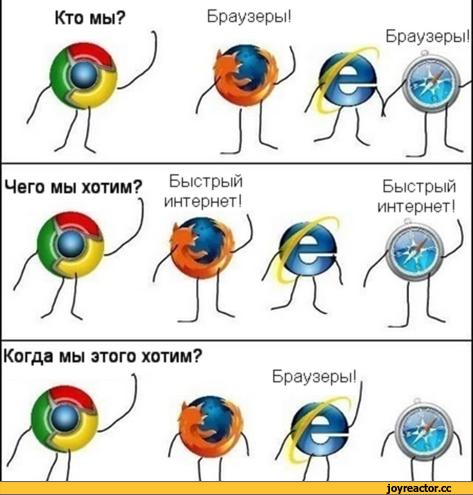 Кто мы?
Браузеры!
Браузеры!
Чего мы хотим?
Быстрый
интернет!
Быстрый
интернет!
Когда мы этого хотим?
Браузеры!
joyreactor.cc